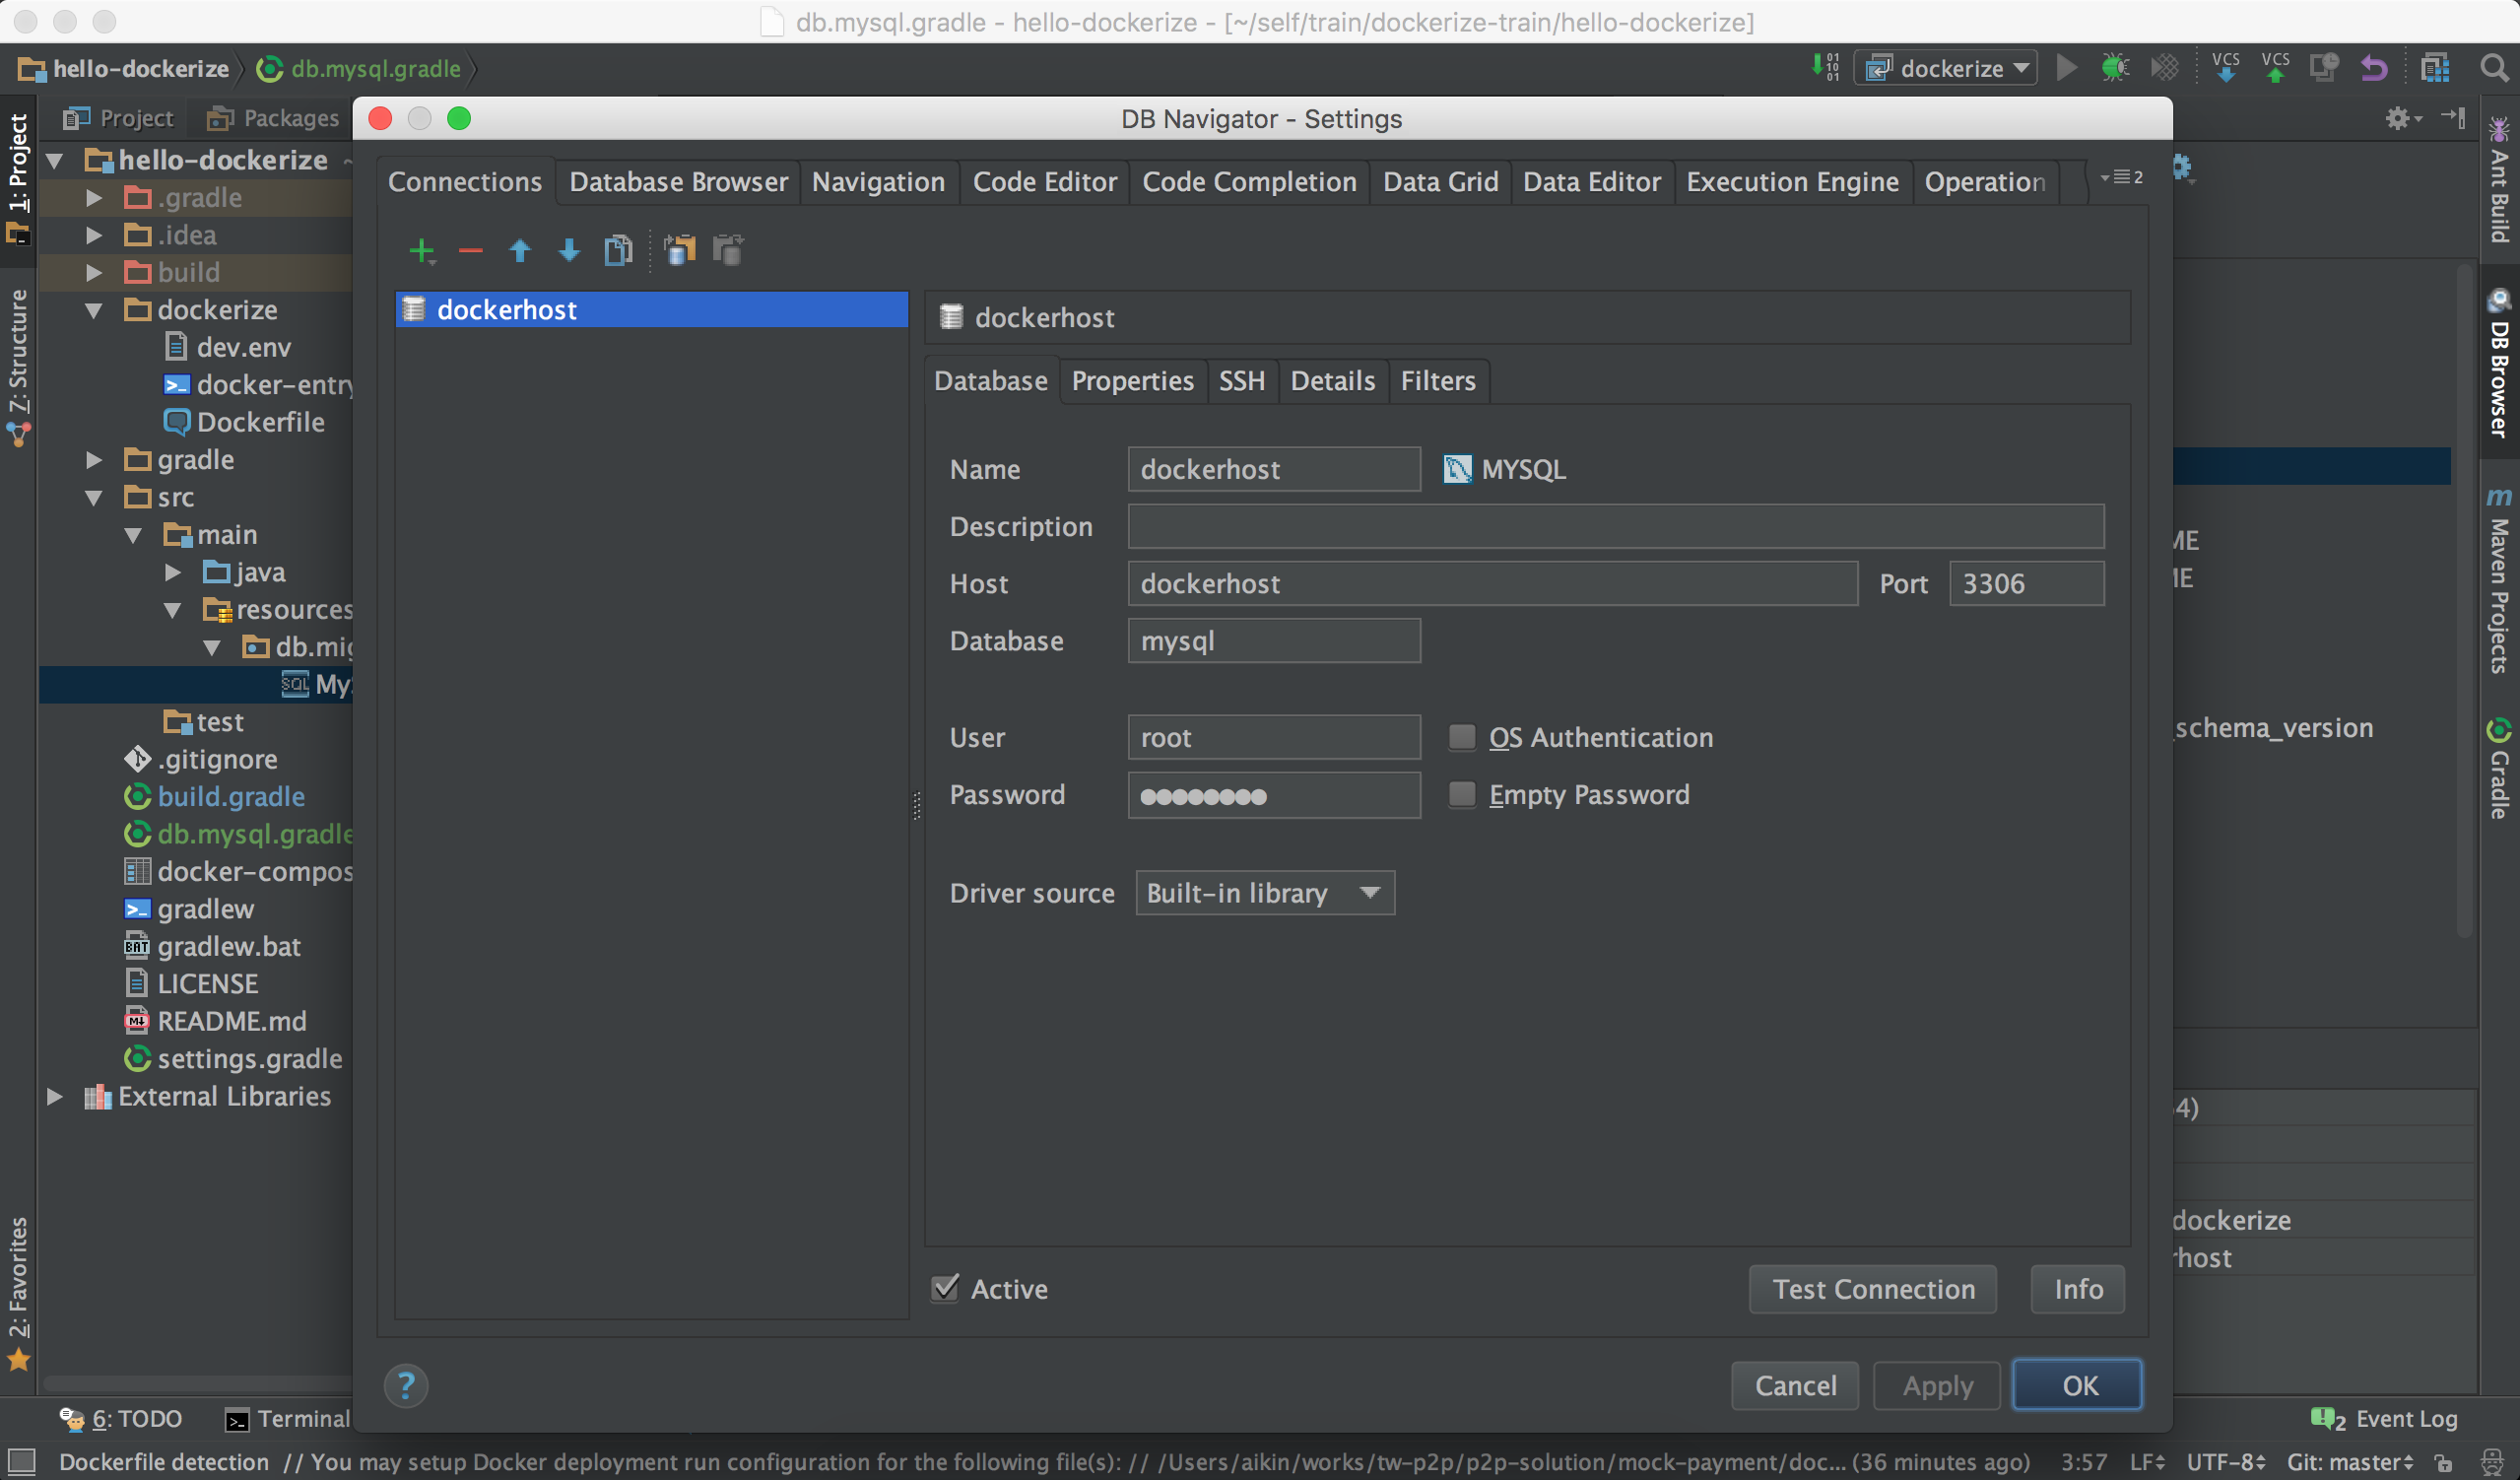 db.mysql.gradle - hello-dockerize - [~/self/train/dockerize-train/hello-dockerize]
hello-dockerize
db.mysql.gradle
dockerize
VCS
VCS
Project
Packages
1: Project
7: Structure
2: Favorites
hello-dockerize ~
.gradle
.idea
build
dockerize
dev.env
docker-entry
Dockerfile
gradle
src
main
java
resources
db.mig
My
test
.gitignore
build.gradle
db.mysql.gradle
docker-compos
gradlew
gradlew.bat
LICENSE
README.md
settings.gradle
External Libraries
DB Navigator - Settings
Connections
Database Browser
Navigation
Code Editor
Code Completion
Data Grid
Data Editor
Execution Engine
Operation
2
dockerhost
dockerhost
Database
Properties
SSH
Details
Filters
Name dockerhost MYSQL
Description
Host dockerhost Port 3306
Database mysql
User root OS Authentication
Password ●●●●●●●● Empty Password
Driver source Built-in library
Active
Test Connection
Info
Cancel
Apply
OK
ME
schema_version
4)
dockerize
rhost
Ant Build
DB Browser
Maven Projects
Gradle
6: TODO
Terminal
2 Event Log
Dockerfile detection // You may setup Docker deployment run configuration for the following file(s): // /Users/aikin/works/tw-p2p/p2p-solution/mock-payment/doc... (36 minutes ago)
3:57 LF UTF-8 Git: master